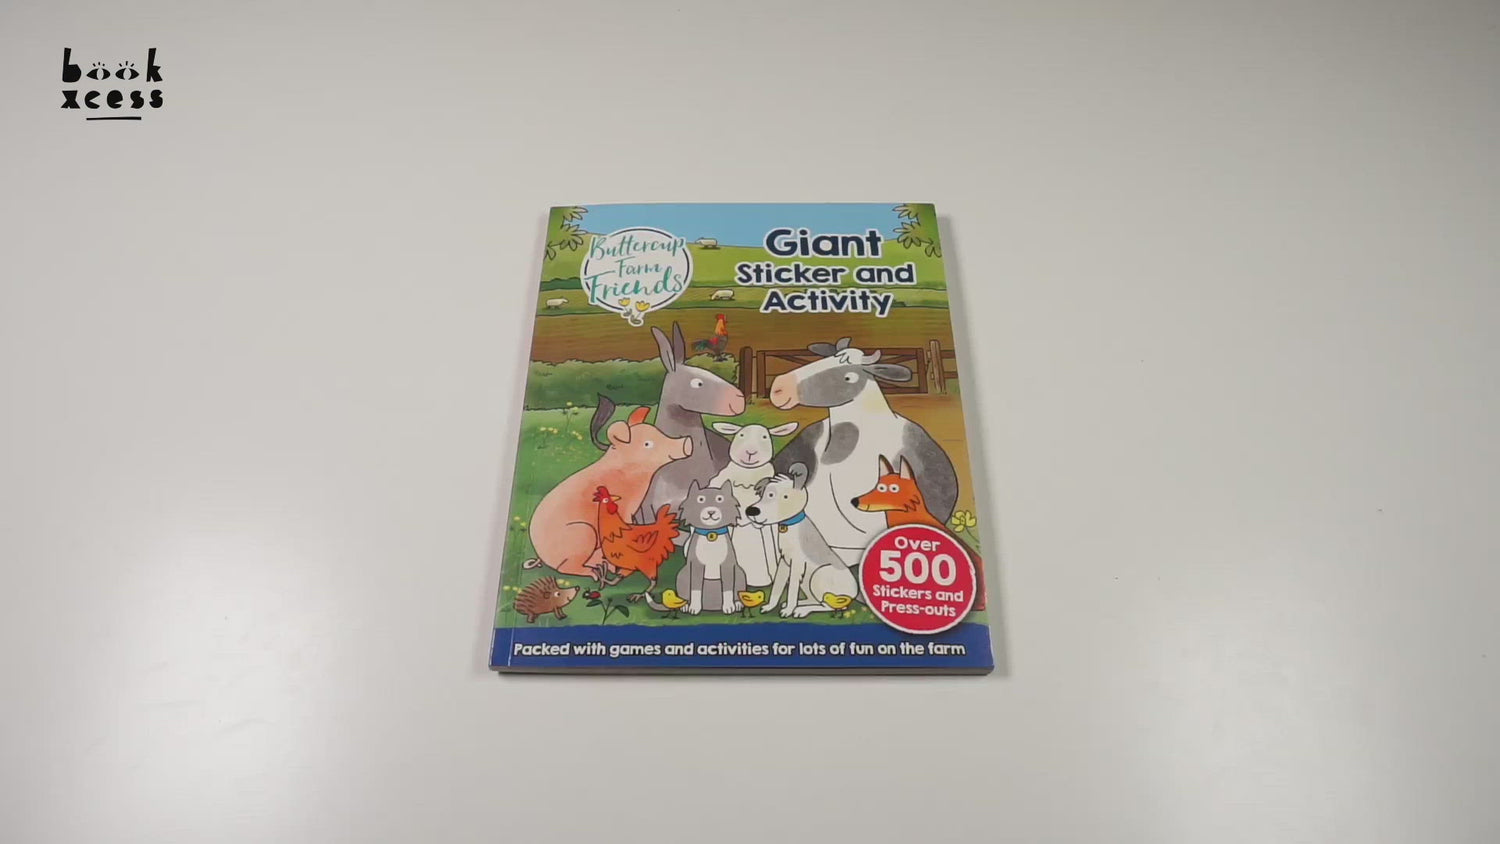 book
xcess
Buttercup
Farm
Friends
Giant
Sticker and
Activity
Over
500
Stickers and
Press-outs
Packed with games and activities for lots of fun on the farm